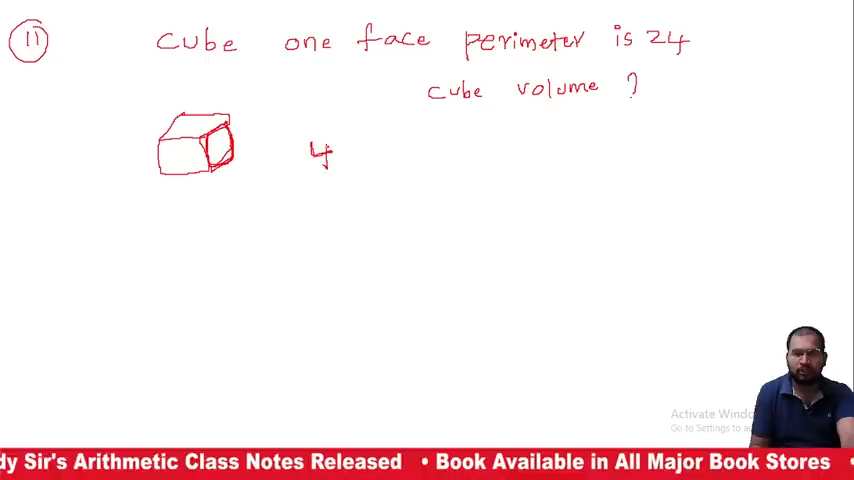 11 cube one face perimeter is 24
cube volume ?
4
Activate Windo
Go to Settings to a
dy Sir's Arithmetic Class Notes Released • Book Available in All Major Book Stores •